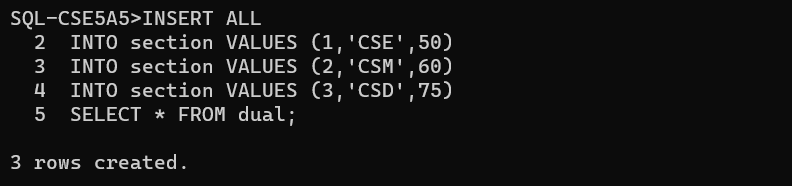 SQL-CSE5A5>INSERT ALL
  2  INTO section VALUES (1,'CSE',50)
  3  INTO section VALUES (2,'CSM',60)
  4  INTO section VALUES (3,'CSD',75)
  5  SELECT * FROM dual;

3 rows created.